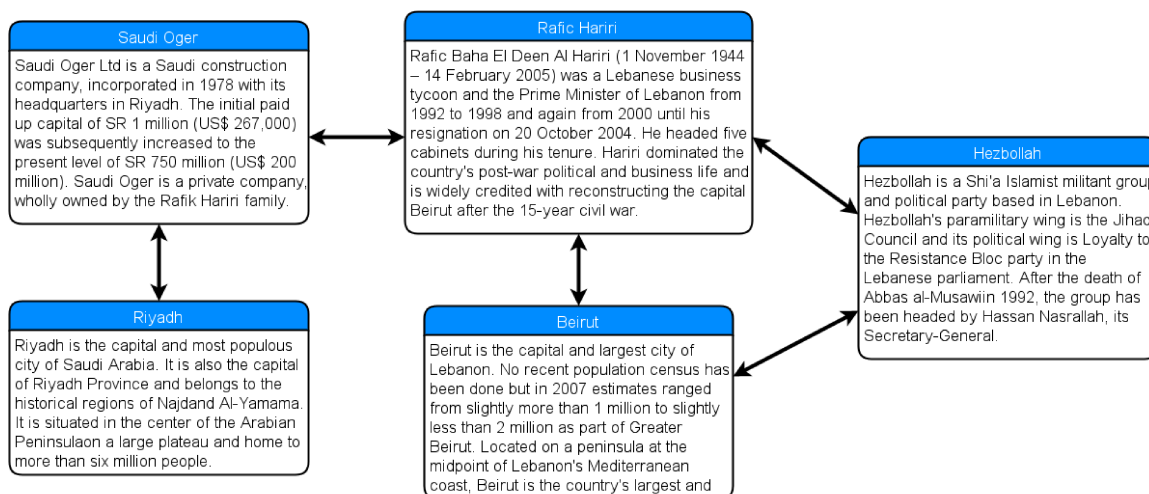 Saudi Oger
Saudi Oger Ltd is a Saudi construction
company, incorporated in 1978 with its
headquarters in Riyadh. The initial paid
up capital of SR 1 million (US$ 267,000)
was subsequently increased to the
present level of SR 750 million (US$ 200
million). Saudi Oger is a private company,
wholly owned by the Rafik Hariri family.
Rafic Hariri
Rafic Baha El Deen Al Hariri (1 November 1944
– 14 February 2005) was a Lebanese business
tycoon and the Prime Minister of Lebanon from
1992 to 1998 and again from 2000 until his
resignation on 20 October 2004. He headed five
cabinets during his tenure. Hariri dominated the
country's post-war political and business life and
is widely credited with reconstructing the capital
Beirut after the 15-year civil war.
Hezbollah
Hezbollah is a Shi'a Islamist militant group
and political party based in Lebanon.
Hezbollah's paramilitary wing is the Jihad
Council and its political wing is Loyalty to
the Resistance Bloc party in the
Lebanese parliament. After the death of
Abbas al-Musawiin 1992, the group has
been headed by Hassan Nasrallah, its
Secretary-General.
Riyadh
Riyadh is the capital and most populous
city of Saudi Arabia. It is also the capital
of Riyadh Province and belongs to the
historical regions of Najdand Al-Yamama.
It is situated in the center of the Arabian
Peninsulaon a large plateau and home to
more than six million people.
Beirut
Beirut is the capital and largest city of
Lebanon. No recent population census has
been done but in 2007 estimates ranged
from slightly more than 1 million to slightly
less than 2 million as part of Greater
Beirut. Located on a peninsula at the
midpoint of Lebanon's Mediterranean
coast, Beirut is the country's largest and